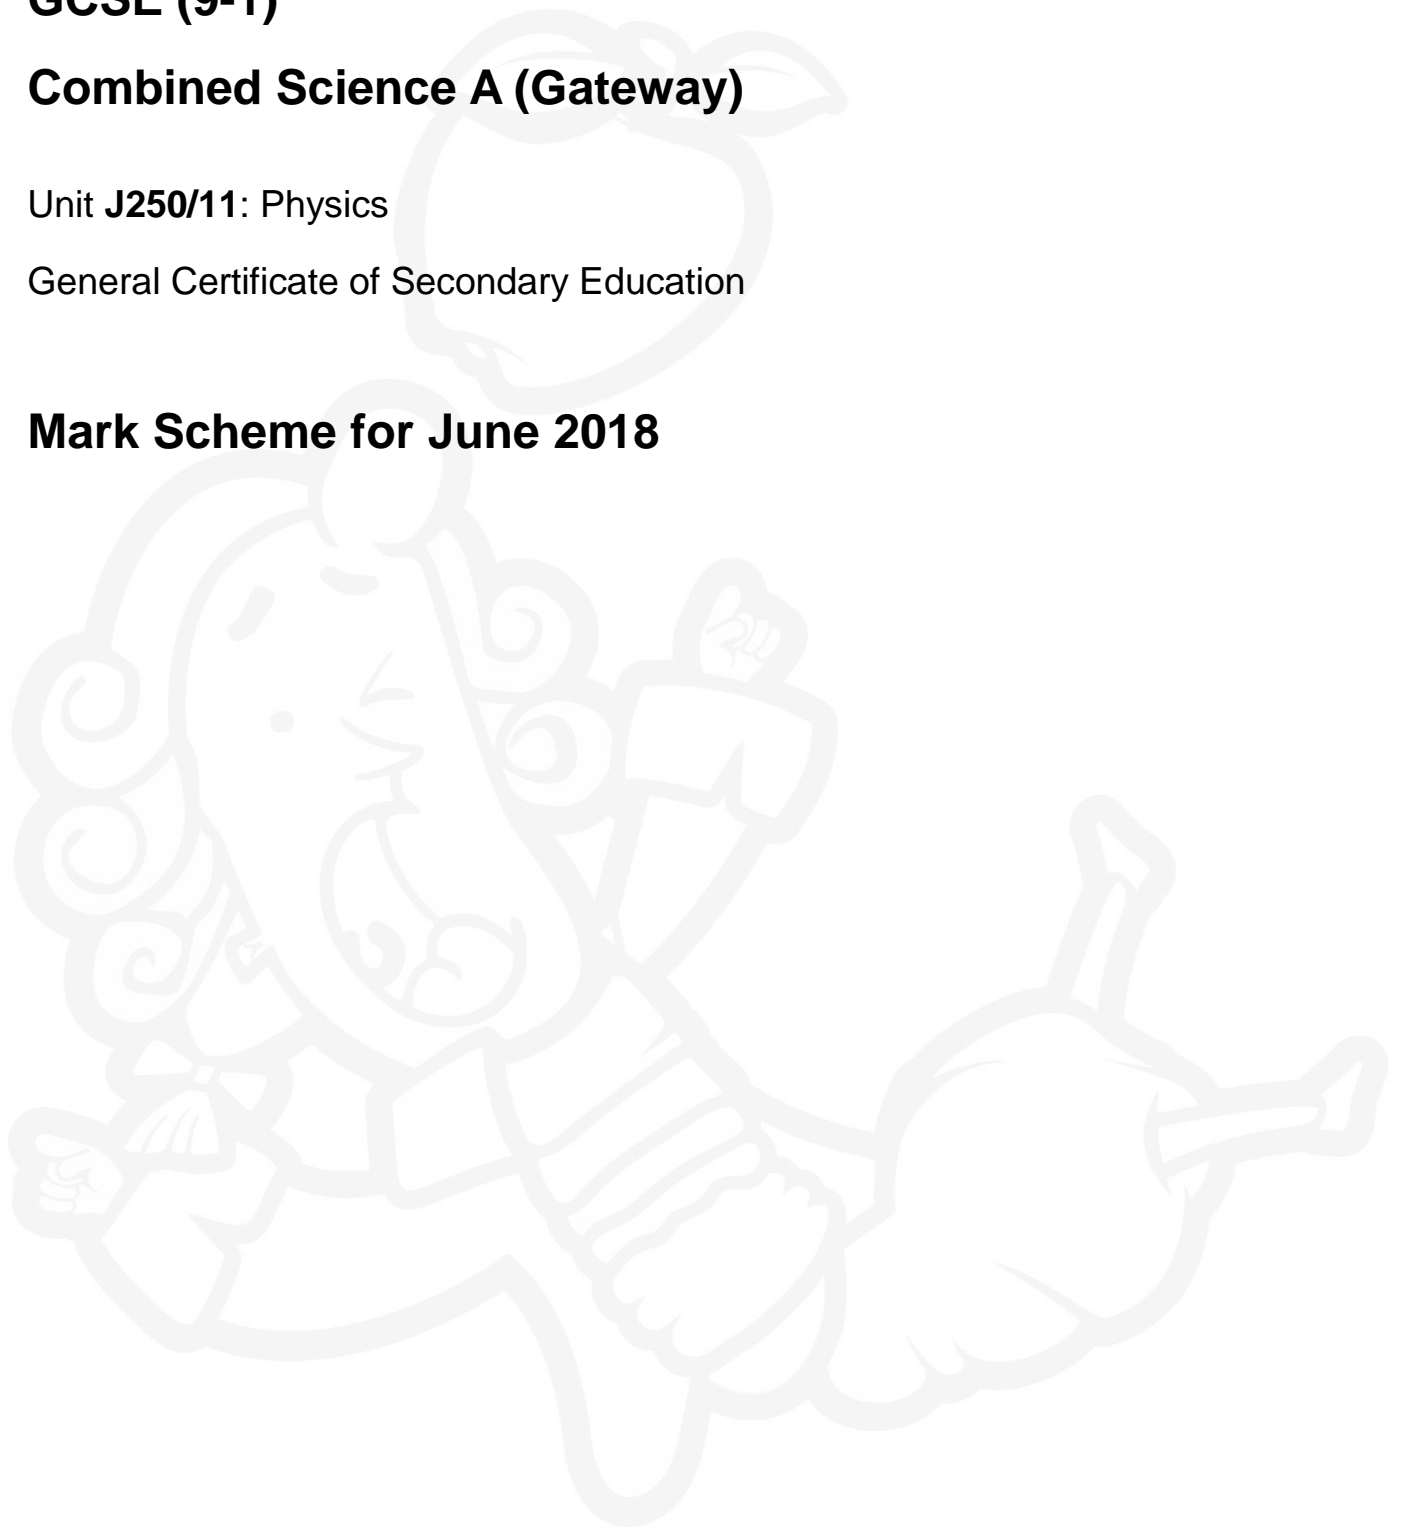 GCSE (9-1)
Combined Science A (Gateway)
Unit J250/11: Physics
General Certificate of Secondary Education
Mark Scheme for June 2018